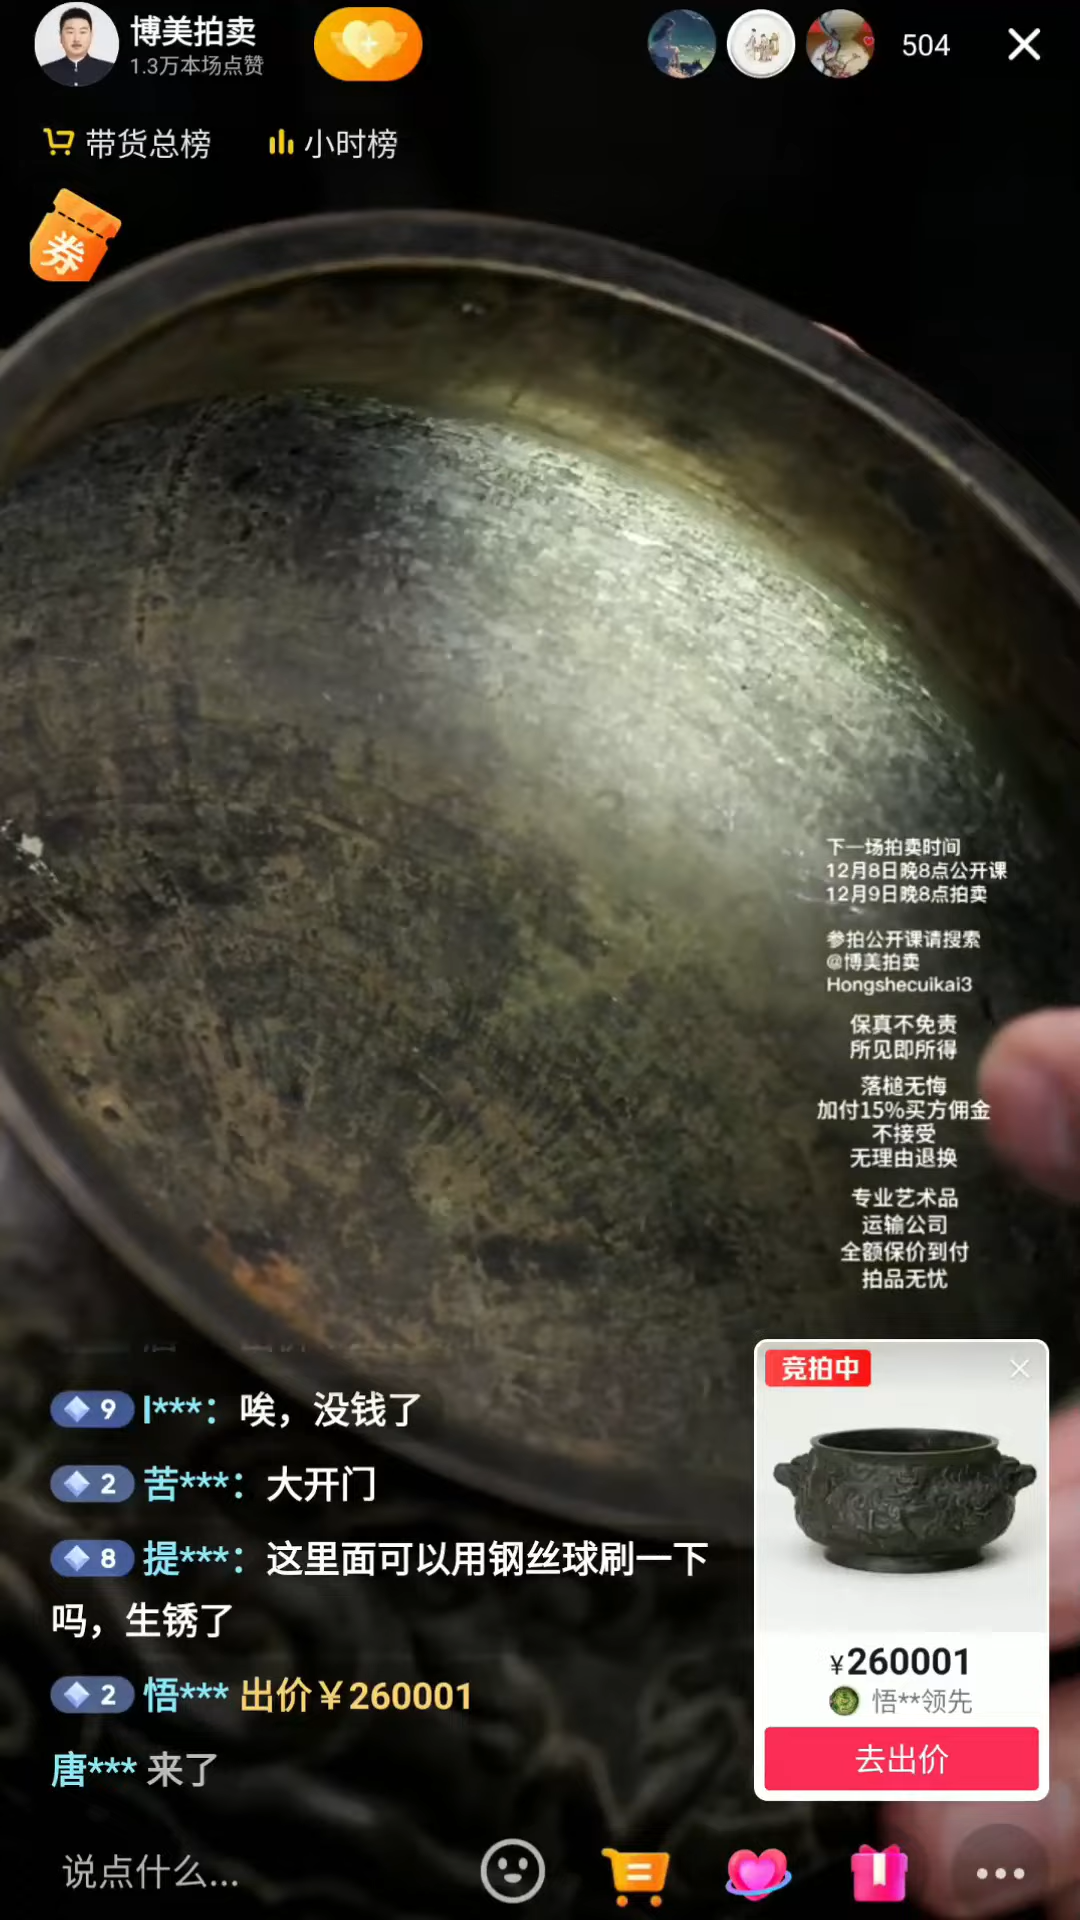 博美拍卖
1.3万本场点赞
504
带货总榜
小时榜
券
下一场拍卖时间
12月8日晚8点公开课
12月9日晚8点拍卖
参拍公开课请搜索
@博美拍卖
Hongshecuikai3
保真不免责
所见即所得
落槌无悔
加付15%买方佣金
不接受
无理由退换
专业艺术品
运输公司
全额保价到付
拍品无忧
9 l***：唉，没钱了
2 苦***：大开门
8 提***：这里面可以用钢丝球刷一下
吗，生锈了
2 悟*** 出价￥260001
唐*** 来了
竞拍中
¥260001
悟**领先
去出价
说点什么...